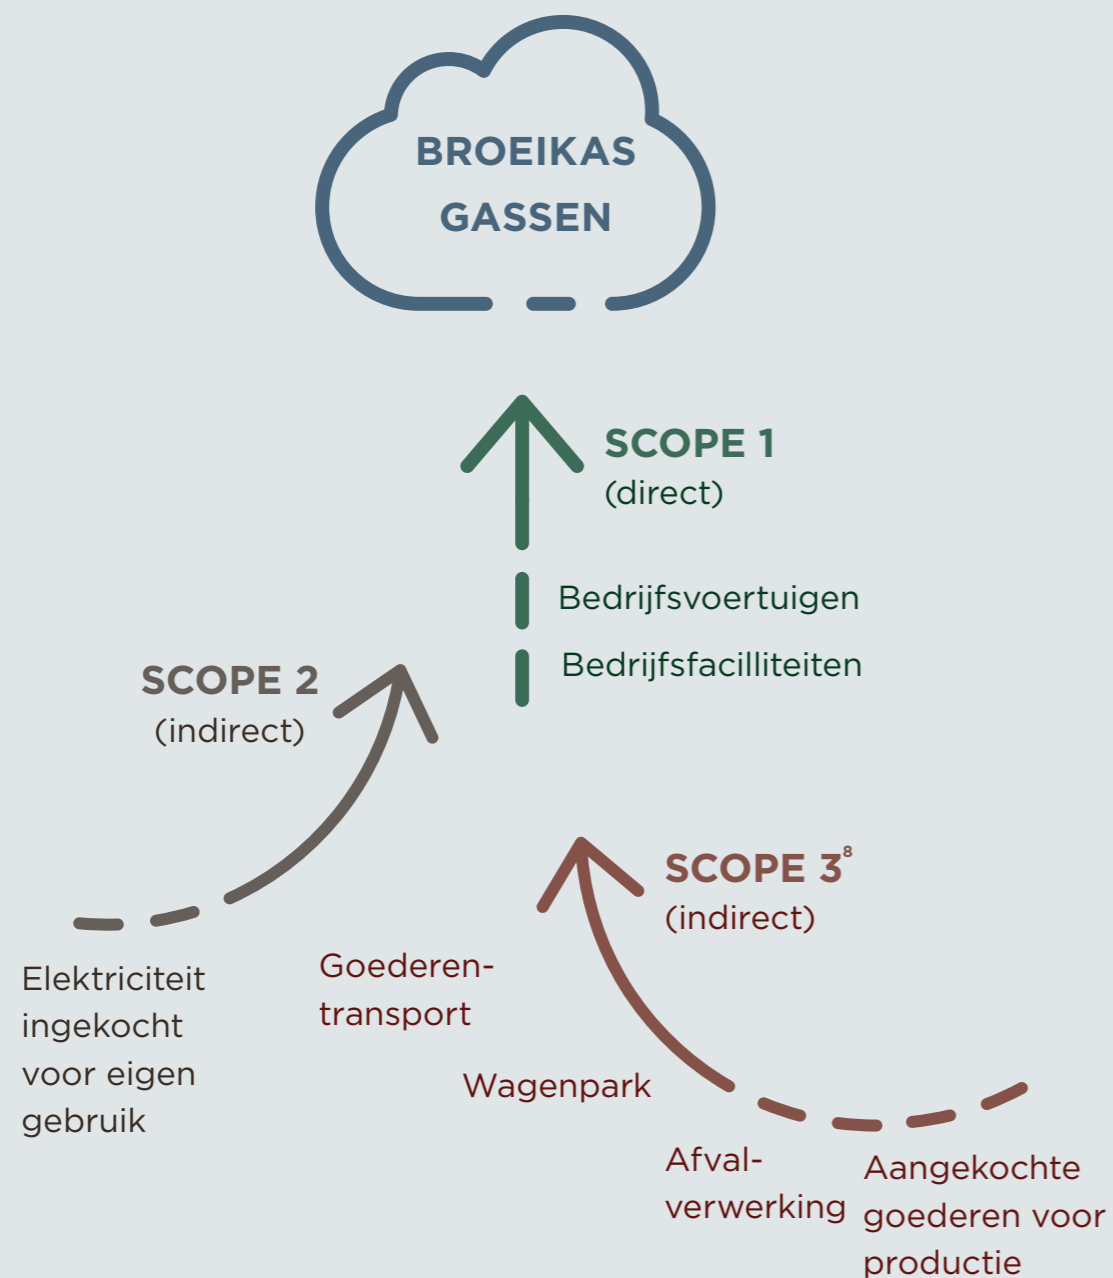 BROEIKAS
GASSEN
SCOPE 1
(direct)
Bedrijfsvoertuigen
Bedrijfsfacilliteiten
SCOPE 2
(indirect)
Elektriciteit
ingekocht
voor eigen
gebruik
SCOPE 3⁸
(indirect)
Goederen-
transport
Wagenpark
Afval-
verwerking
Aangekochte
goederen voor
productie